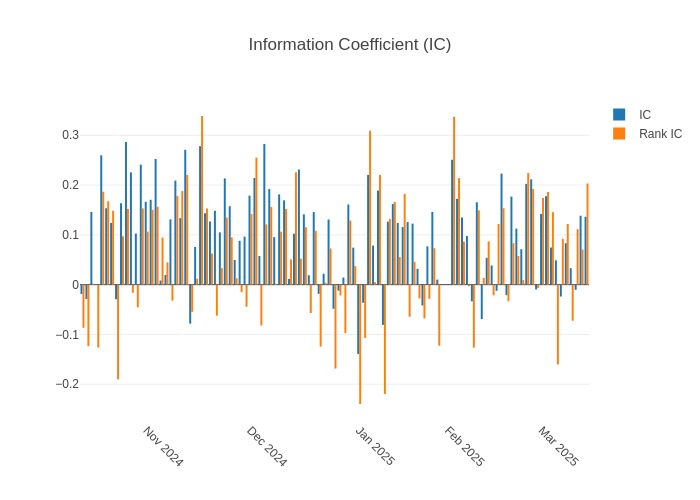 Information Coefficient (IC)
IC
Rank IC
0.3
0.2
0.1
0
−0.1
−0.2
Nov 2024
Dec 2024
Jan 2025
Feb 2025
Mar 2025